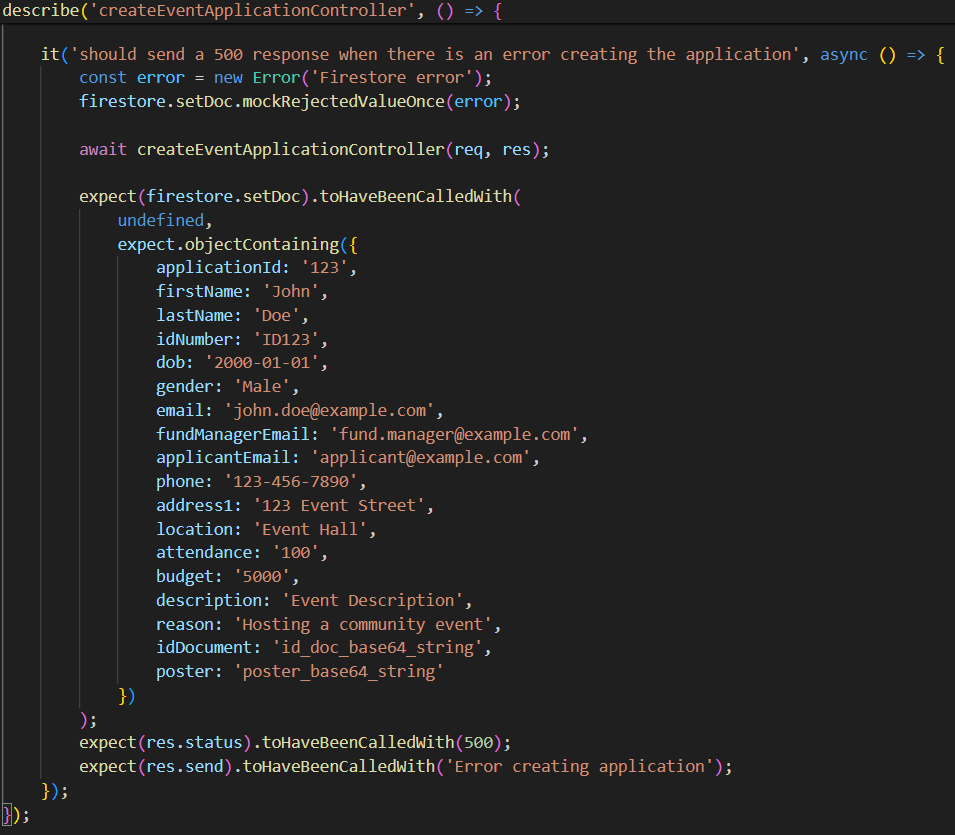 describe('createEventApplicationController', () => {
it('should send a 500 response when there is an error creating the application', async () => {
const error = new Error('Firestore error');
firestore.setDoc.mockRejectedValueOnce(error);
await createEventApplicationController(req, res);
expect(firestore.setDoc).toHaveBeenCalledWith(
undefined,
expect.objectContaining({
applicationId: '123',
firstName: 'John',
lastName: 'Doe',
idNumber: 'ID123',
dob: '2000-01-01',
gender: 'Male',
email: 'john.doe@example.com',
fundManagerEmail: 'fund.manager@example.com',
applicantEmail: 'applicant@example.com',
phone: '123-456-7890',
address1: '123 Event Street',
location: 'Event Hall',
attendance: '100',
budget: '5000',
description: 'Event Description',
reason: 'Hosting a community event',
idDocument: 'id_doc_base64_string',
poster: 'poster_base64_string'
})
);
expect(res.status).toHaveBeenCalledWith(500);
expect(res.send).toHaveBeenCalledWith('Error creating application');
});
});